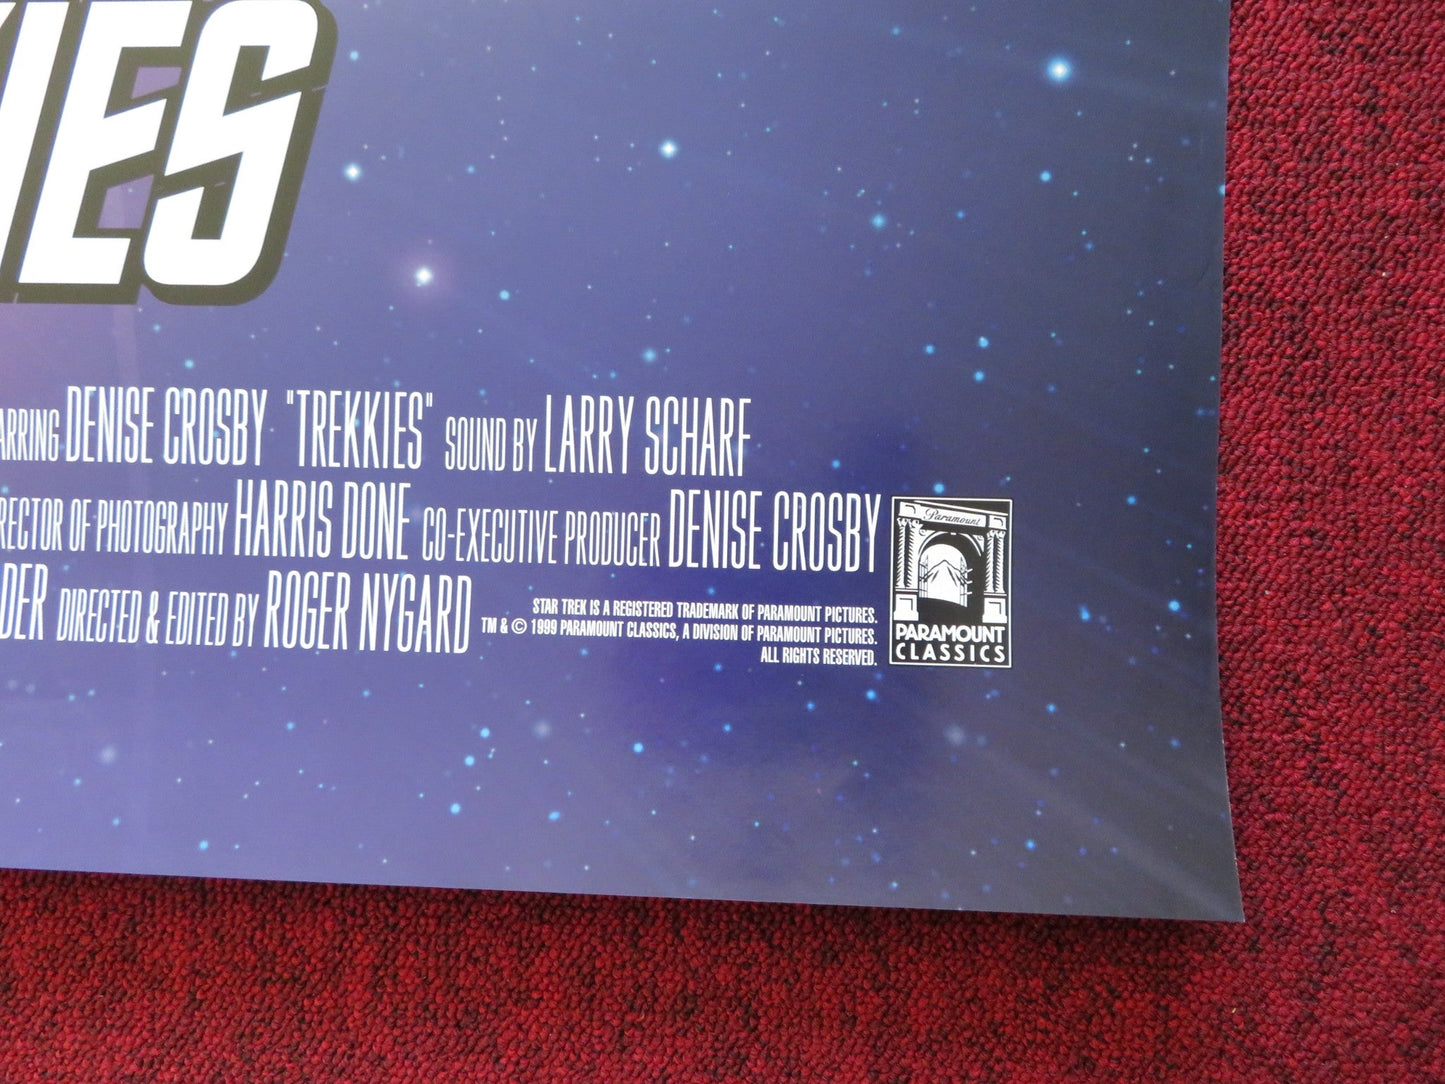 IES
ARRING DENISE CROSBY "TREKKIES" SOUND BY LARRY SCHARF
RECTOR OF PHOTOGRAPHY HARRIS DONE CO-EXECUTIVE PRODUCER DENISE CROSBY
DER DIRECTED & EDITED BY ROGER NYGARD
STAR TREK IS A REGISTERED TRADEMARK OF PARAMOUNT PICTURES.
TM & © 1999 PARAMOUNT CLASSICS, A DIVISION OF PARAMOUNT PICTURES.
ALL RIGHTS RESERVED.
Paramount
PARAMOUNT
CLASSICS